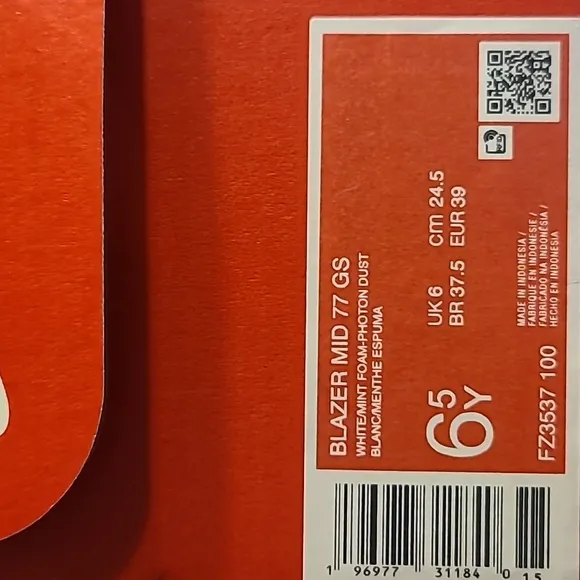 BLAZER MID 77 GS
WHITE/MINT FOAM-PHOTON DUST
BLANC/MENTHE ESPUMA
6.5Y
UK 6 cm 24.5
BR 37.5 EUR 39
FZ3537 100
MADE IN INDONESIA /
FABRIQUE EN INDONESIE /
FABRICADO NA INDONÉSIA /
HECHO EN INDONESIA
1 96977 31184 0 15